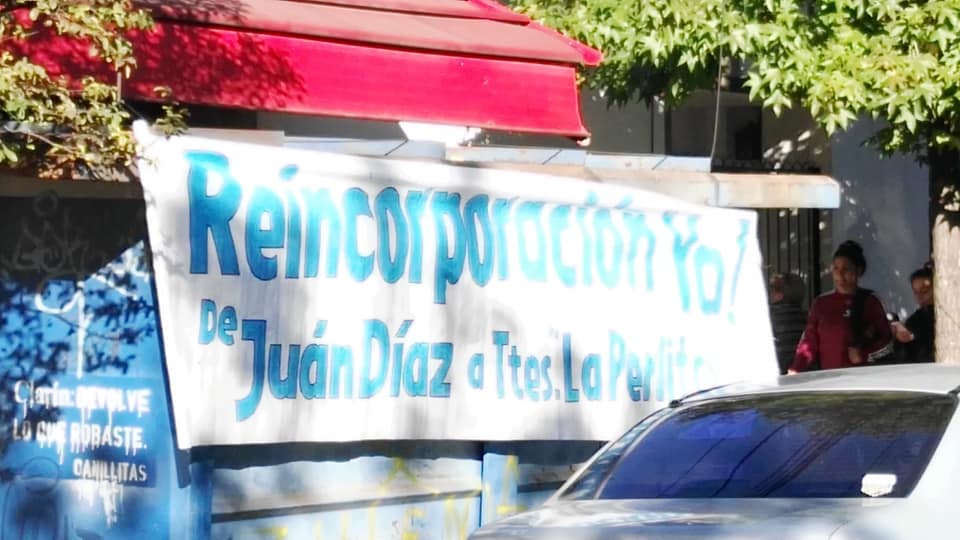 Reincorporación Ya!
De Juán Díaz a Ttes. "La Perlita
Clarín: DEVOLVE
LO QUE ROBASTE.
CANILLITAS